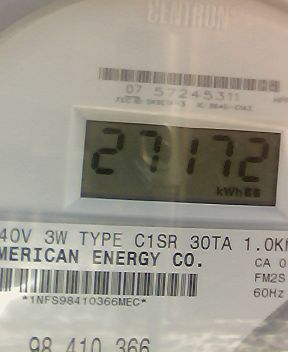 CENTRON
07 57245311
27172
kWh
40V 3W TYPE C1SR 30TA 1.0K
MERICAN ENERGY CO.
CA 0
FM2S
*1NFS98410366MEC*
60Hz
98 410 366